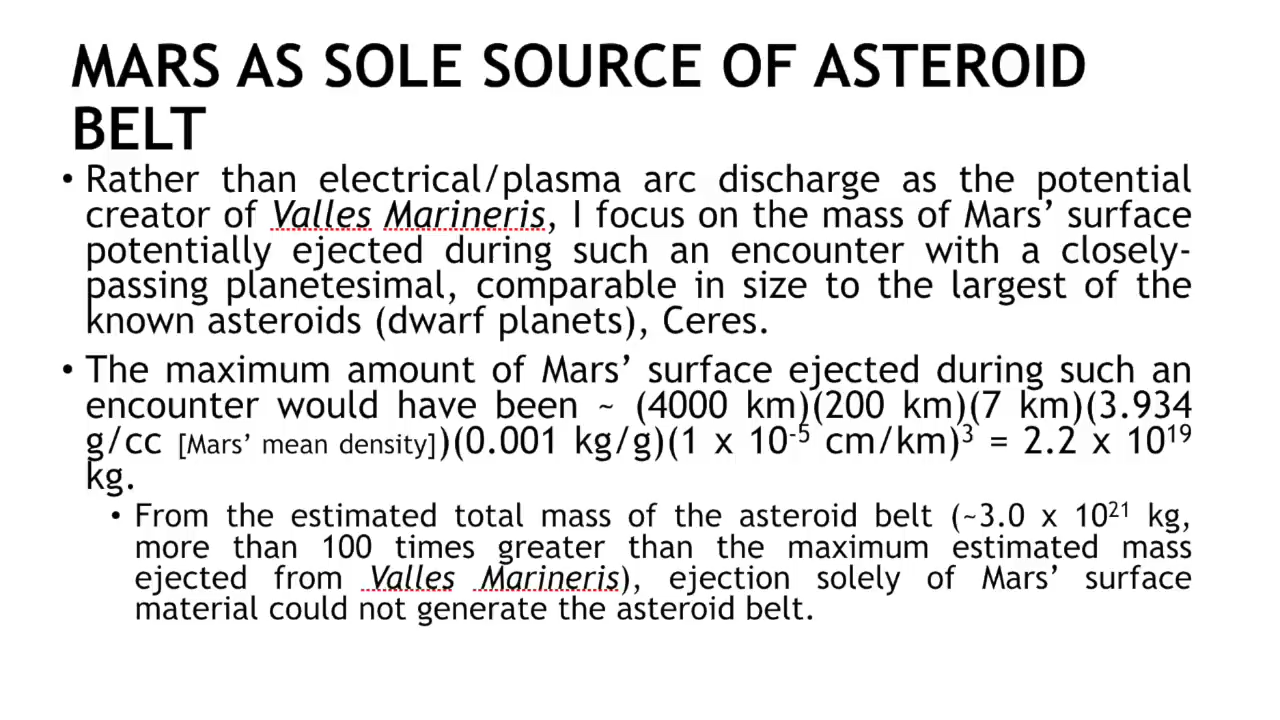 MARS AS SOLE SOURCE OF ASTEROID
BELT
• Rather than electrical/plasma arc discharge as the potential
creator of Valles Marineris, I focus on the mass of Mars’ surface
potentially ejected during such an encounter with a closely-
passing planetesimal, comparable in size to the largest of the
known asteroids (dwarf planets), Ceres.
• The maximum amount of Mars’ surface ejected during such an
encounter would have been ~ (4000 km)(200 km)(7 km)(3.934
g/cc [Mars’ mean density])(0.001 kg/g)(1 x 10⁻⁵ cm/km)³ = 2.2 x 10¹⁹
kg.
• From the estimated total mass of the asteroid belt (~3.0 x 10²¹ kg,
more than 100 times greater than the maximum estimated mass
ejected from Valles Marineris), ejection solely of Mars’ surface
material could not generate the asteroid belt.